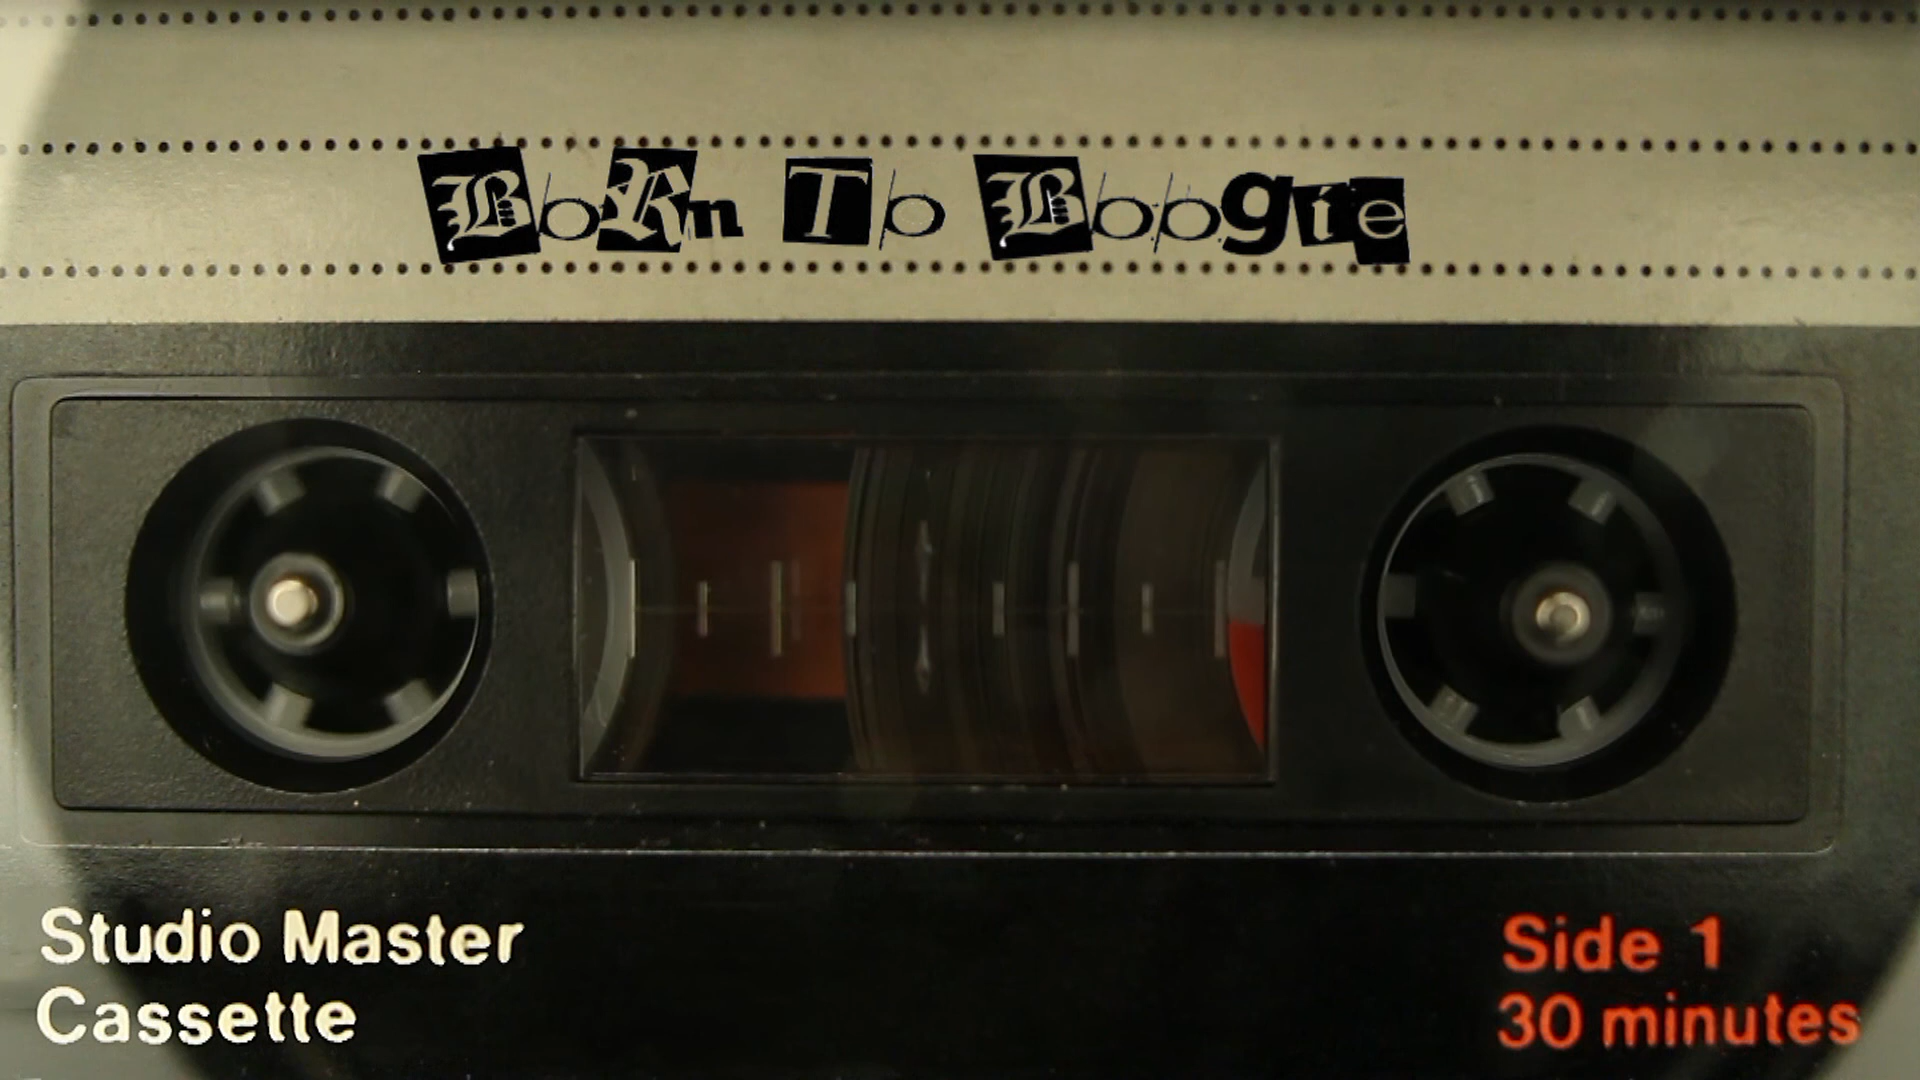 BoRn To Boogie
Studio Master
Cassette
Side 1
30 minutes